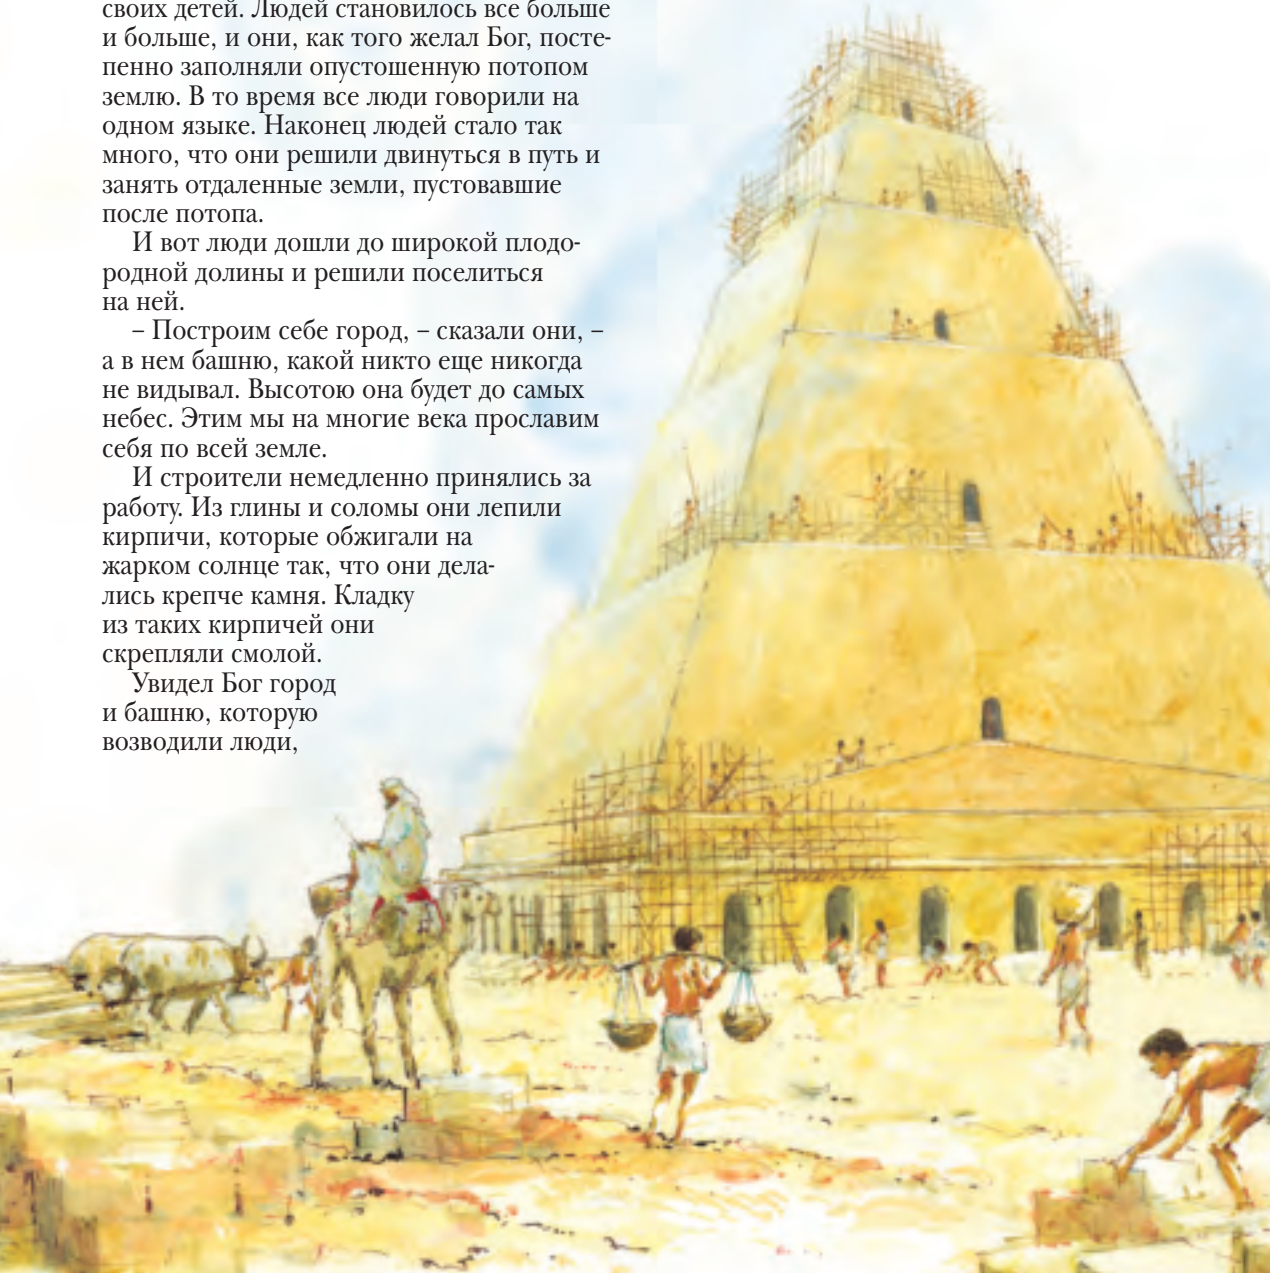 своих детей. Людей становилось все больше
и больше, и они, как того желал Бог, посте-
пенно заполняли опустошенную потопом
землю. В то время все люди говорили на
одном языке. Наконец людей стало так
много, что они решили двинуться в путь и
занять отдаленные земли, пустовавшие
после потопа.
И вот люди дошли до широкой плодо-
родной долины и решили поселиться
на ней.
– Построим себе город, – сказали они, –
а в нем башню, какой никто еще никогда
не видывал. Высотою она будет до самых
небес. Этим мы на многие века прославим
себя по всей земле.
И строители немедленно принялись за
работу. Из глины и соломы они лепили
кирпичи, которые обжигали на
жарком солнце так, что они дела-
лись крепче камня. Кладку
из таких кирпичей они
скрепляли смолой.
Увидел Бог город
и башню, которую
возводили люди,